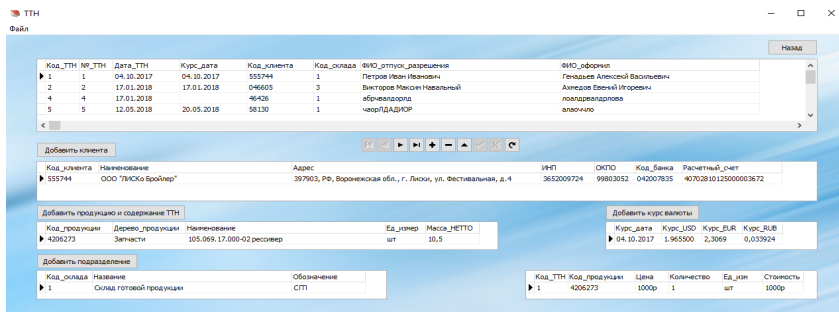 ТТН
Файл
Назад
Код_ТТН №_ТТН Дата_ТТН Курс_дата Код_клиента Код_склада ФИО_отпуск_разрешения ФИО_оформил
1 1 04.10.2017 04.10.2017 555744 1 Петров Иван Иванович Генадьев Алексекй Васильевич
2 2 17.01.2018 17.01.2018 046605 3 Викторов Максин Навальный Ахмедов Евений Игоревич
4 4 17.01.2018 46426 1 абрчвалдорлд лоалдрвалдрлова
5 5 12.05.2018 20.05.2018 58130 1 чаорЛДАДИОР алаоччло
Добавить клиента
Код_клиента Наименование Адрес ИНП ОКПО Код_банка Расчетный_счет
555744 ООО "ЛИСКо Бройлер" 397903, РФ, Воронежская обл., г. Лиски, ул. Фестивальная, д.4 3652009724 99803052 042007835 40702810125000003672
Добавить продукцию и содержание ТТН
Добавить курс валюты
Код_продукции Дерево_продукции Наименование Ед_измер Масса_НЕТТО
4206273 Запчасти 105.069.17.000-02 рессивер шт 10,5
Курс_дата Курс_USD Курс_EUR Курс_RUB
04.10.2017 1.965500 2,3069 0,033924
Добавить подразделение
Код_склада Название Обозначение
1 Склад готовой продукции СГП
Код_ТТН Код_продукции Цена Количество Ед_изм Стоимость
1 4206273 1000р 1 шт 1000р